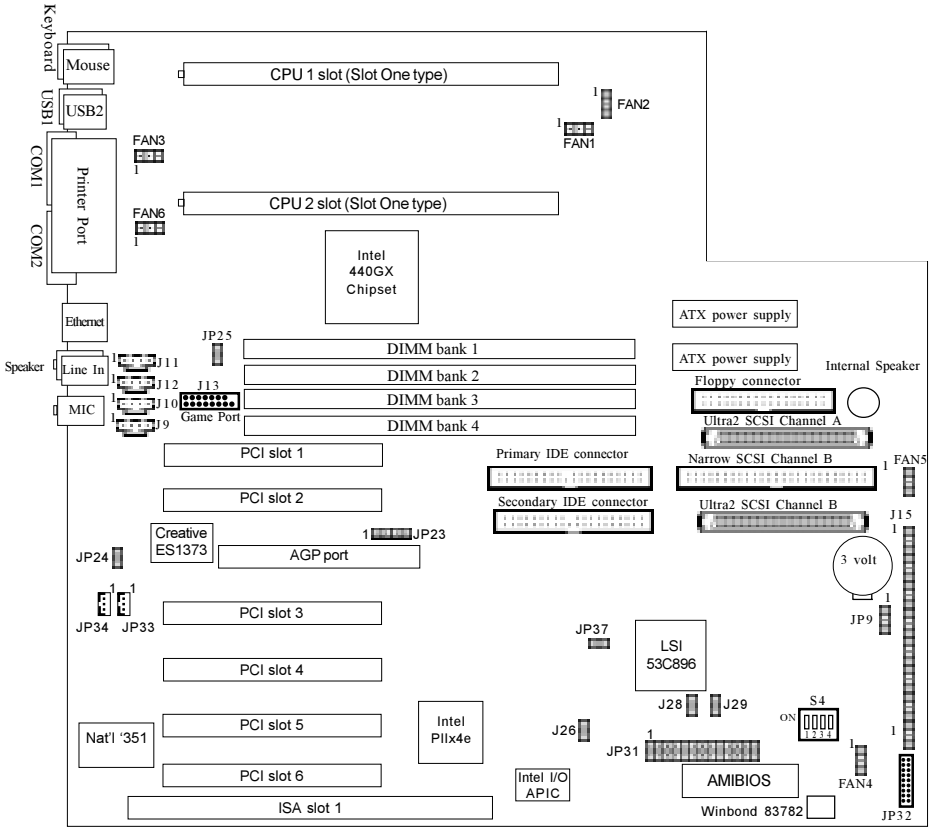 Keyboard
Mouse
USB1
USB2
COM1
Printer Port
COM2
CPU 1 slot (Slot One type)
1
FAN2
1
FAN1
FAN3
1
CPU 2 slot (Slot One type)
FAN6
1
Intel
440GX
Chipset
Ethernet
ATX power supply
JP25
DIMM bank 1
ATX power supply
Speaker
Line In
1
J11
DIMM bank 2
Internal Speaker
1
J12
J13
Floppy connector
MIC
1
J10
DIMM bank 3
Game Port
1
J9
DIMM bank 4
Ultra2 SCSI Channel A
PCI slot 1
Primary IDE connector
Narrow SCSI Channel B
1
FAN5
PCI slot 2
Secondary IDE connector
Ultra2 SCSI Channel B
J15
Creative
ES1373
1
JP23
JP24
AGP port
3 volt
1
1
JP34
JP33
PCI slot 3
1
JP9
JP37
LSI
53C896
PCI slot 4
J28
J29
S4
ON
1 2 3 4
Nat'l '351
PCI slot 5
Intel
PIIx4e
J26
1
JP31
1
1
FAN4
PCI slot 6
Intel I/O
APIC
AMIBIOS
ISA slot 1
Winbond 83782
JP32